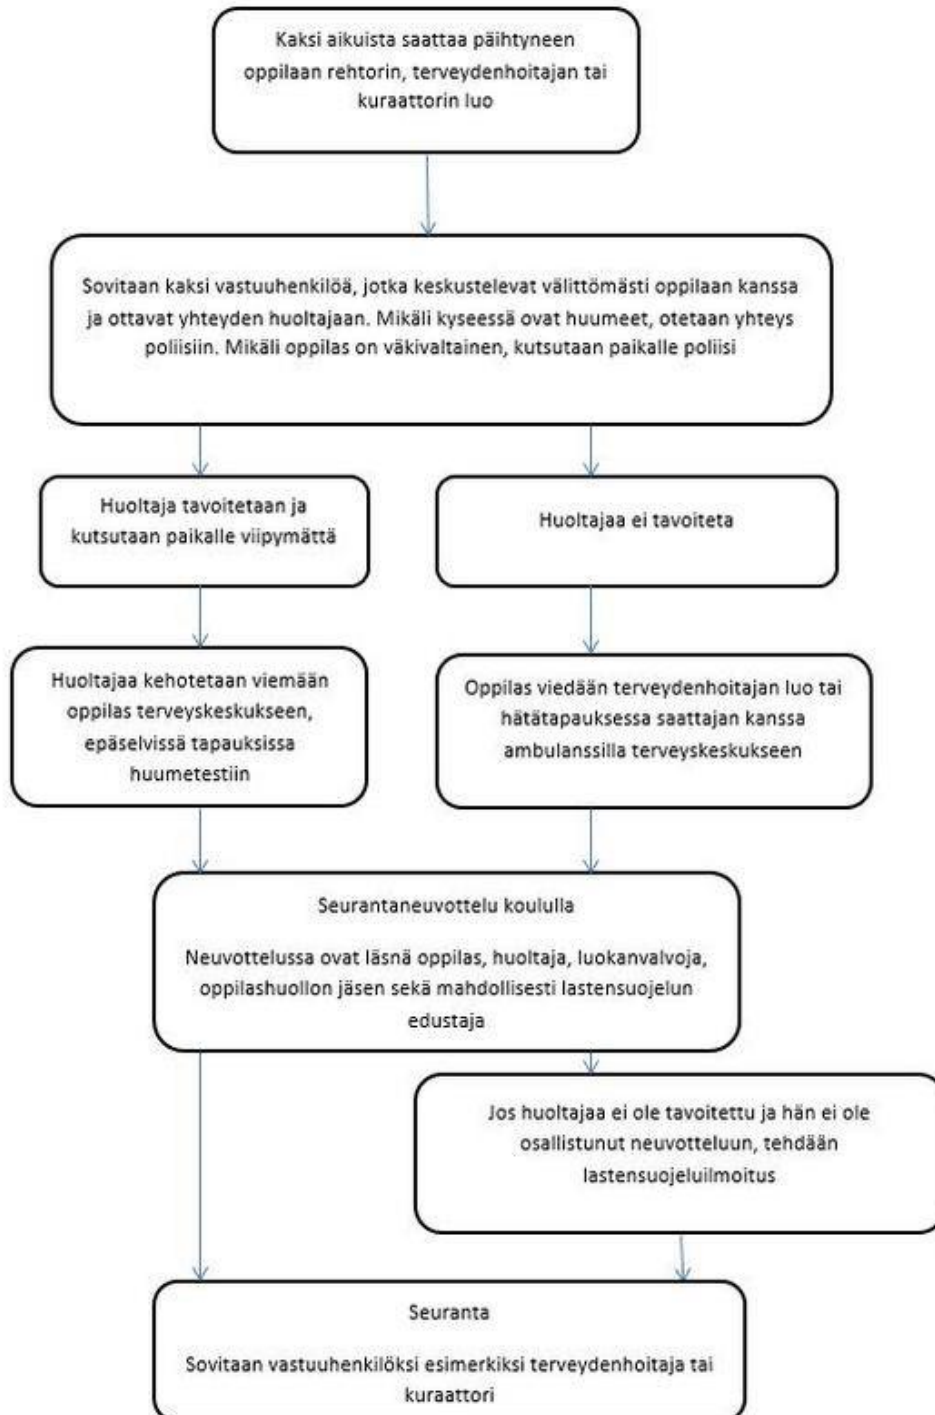 Kaksi aikuista saattaa päihtyneen
oppilaan rehtorin, terveydenhoitajan tai
kuraattorin luo
Sovitaan kaksi vastuuhenkilöä, jotka keskustelevat välittömästi oppilaan kanssa
ja ottavat yhteyden huoltajaan. Mikäli kyseessä ovat huumeet, otetaan yhteys
poliisiin. Mikäli oppilas on väkivaltainen, kutsutaan paikalle poliisi
Huoltaja tavoitetaan ja
kutsutaan paikalle viipymättä
Huoltajaa ei tavoiteta
Huoltajaa kehotetaan viemään
oppilas terveyskeskukseen,
epäselvissä tapauksissa
huumetestiin
Oppilas viedään terveydenhoitajan luo tai
hätätapauksessa saattajan kanssa
ambulanssilla terveyskeskukseen
Seurantaneuvottelu koululla
Neuvottelussa ovat läsnä oppilas, huoltaja, luokanvalvoja,
oppilashuollon jäsen sekä mahdollisesti lastensuojelun
edustaja
Jos huoltajaa ei ole tavoitettu ja hän ei ole
osallistunut neuvotteluun, tehdään
lastensuojeluilmoitus
Seuranta
Sovitaan vastuuhenkilöksi esimerkiksi terveydenhoitaja tai
kuraattori